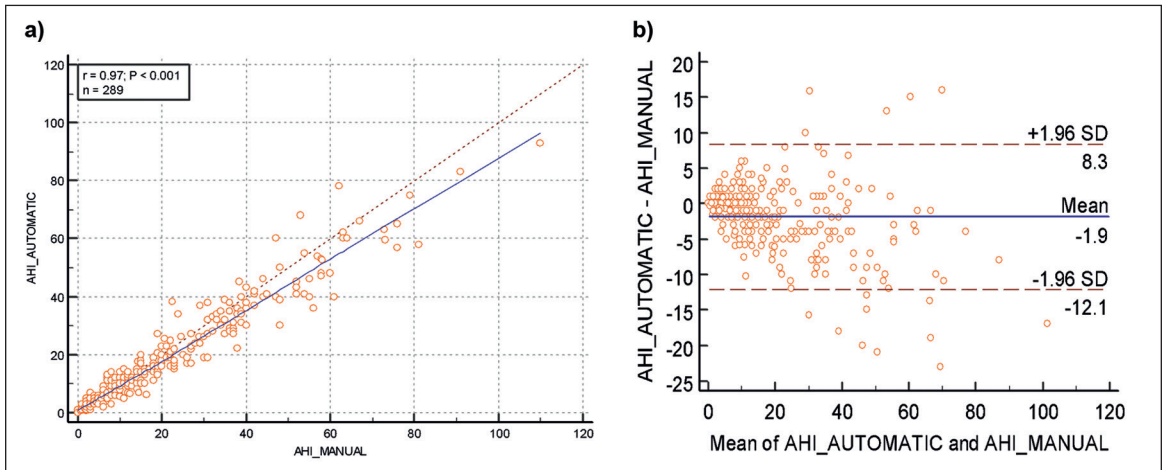 a)
r = 0.97; P < 0.001
n = 289
AHI_AUTOMATIC
120
100
80
60
40
20
0
0 20 40 60 80 100 120
AHI_MANUAL
b)
AHI_AUTOMATIC - AHI_MANUAL
20
15
10
5
0
-5
-10
-15
-20
-25
+1.96 SD
8.3
Mean
-1.9
-1.96 SD
-12.1
0 20 40 60 80 100 120
Mean of AHI_AUTOMATIC and AHI_MANUAL